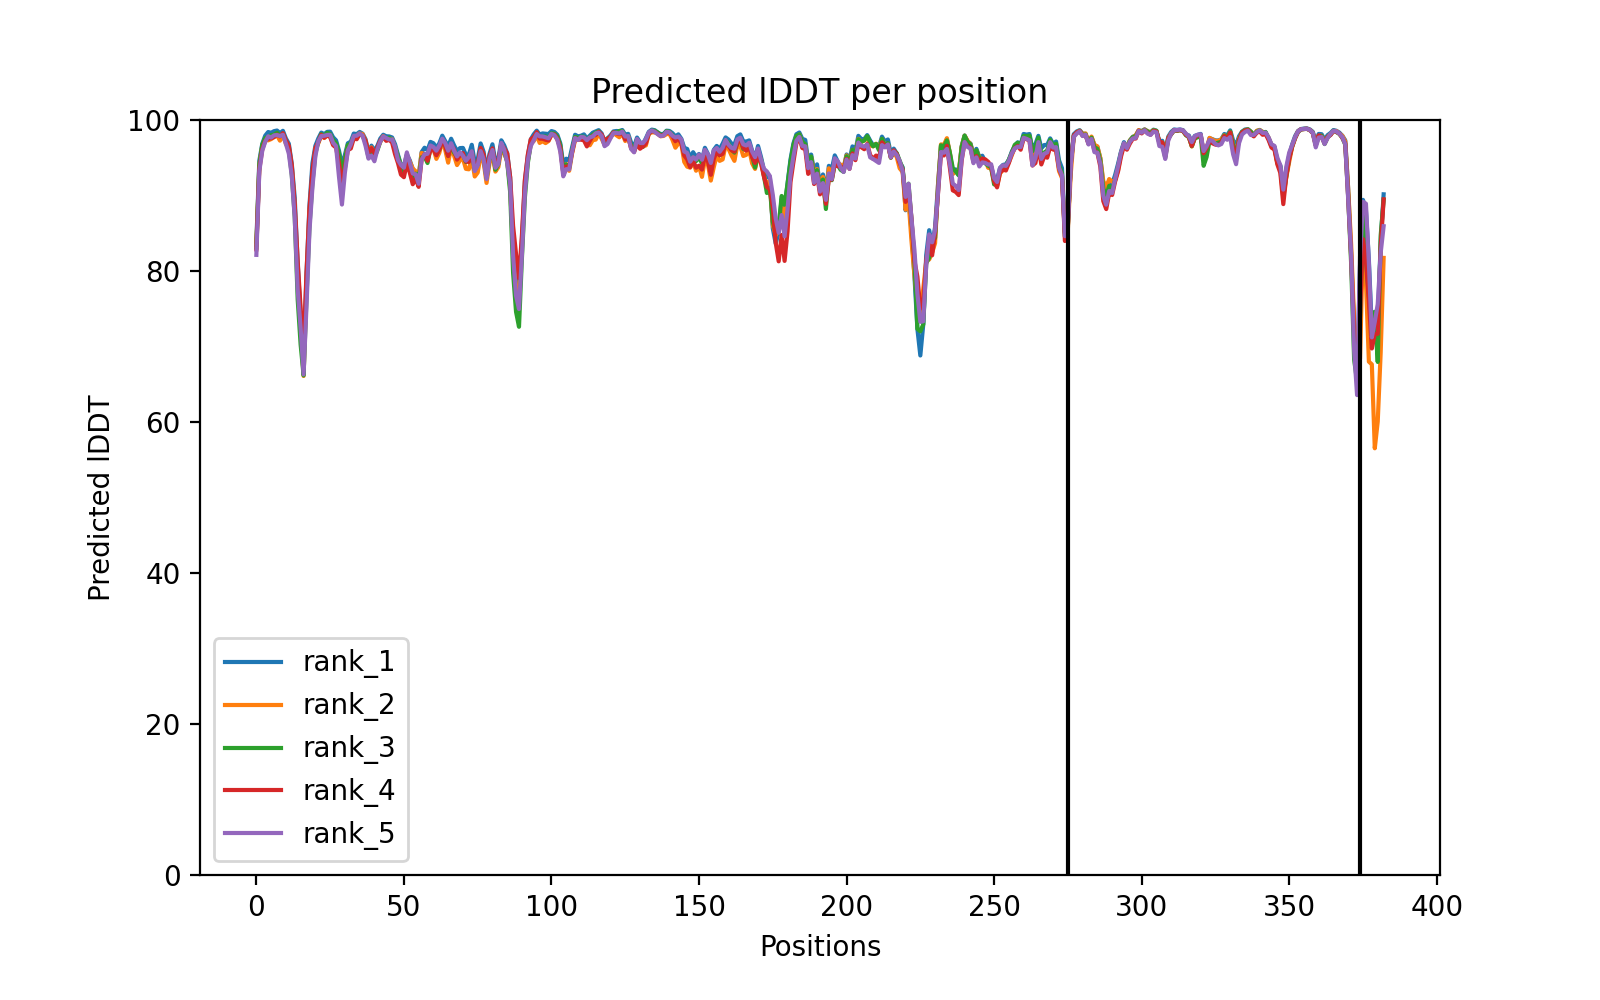 Predicted lDDT per position
100
80
60
40
20
0
Predicted lDDT
rank_1
rank_2
rank_3
rank_4
rank_5
0 50 100 150 200 250 300 350 400
Positions